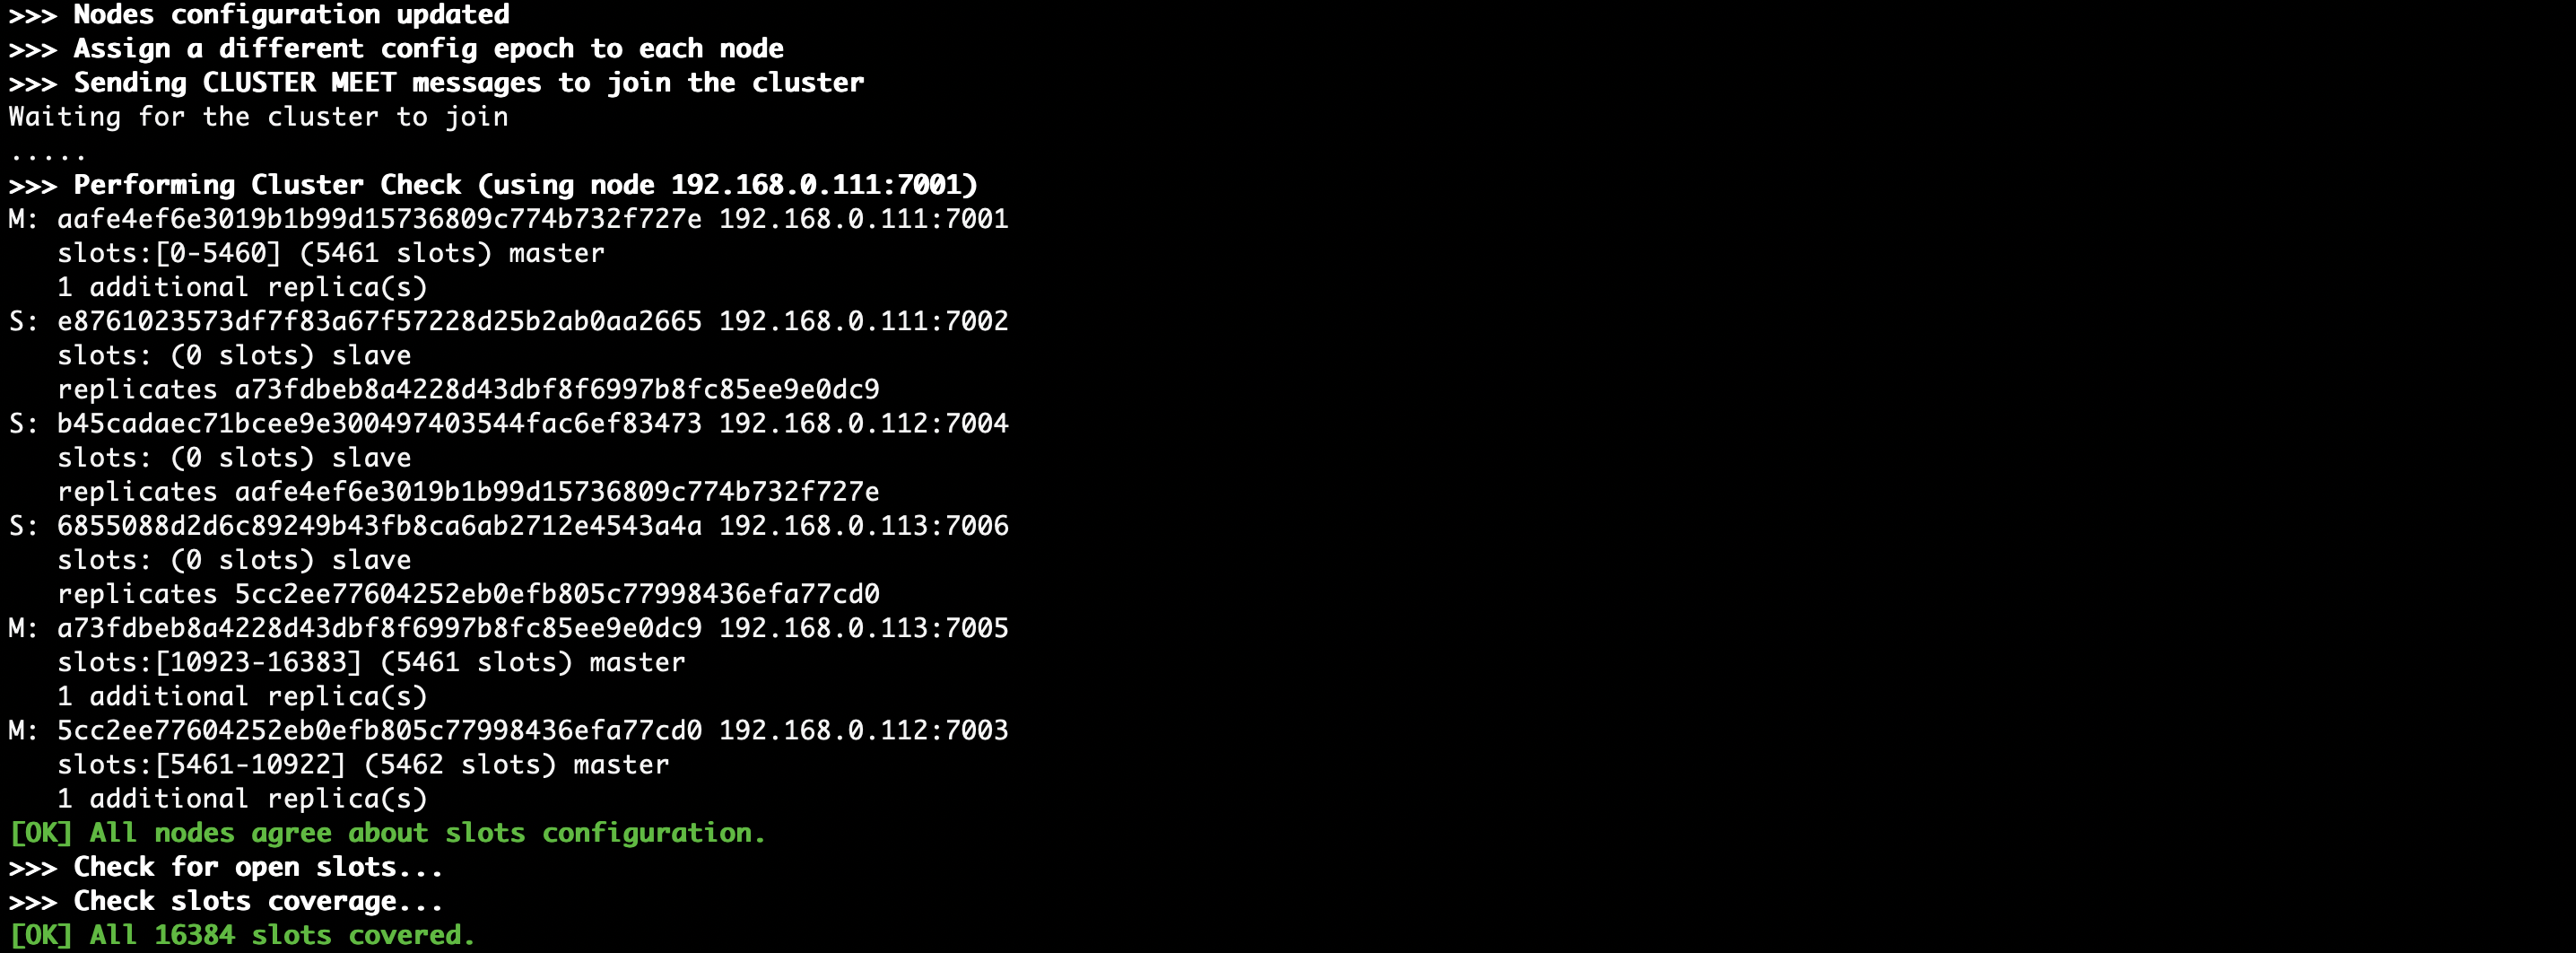 >>> Nodes configuration updated
>>> Assign a different config epoch to each node
>>> Sending CLUSTER MEET messages to join the cluster
Waiting for the cluster to join
.....
>>> Performing Cluster Check (using node 192.168.0.111:7001)
M: aafe4ef6e3019b1b99d15736809c774b732f727e 192.168.0.111:7001
   slots:[0-5460] (5461 slots) master
   1 additional replica(s)
S: e8761023573df7f83a67f57228d25b2ab0aa2665 192.168.0.111:7002
   slots: (0 slots) slave
   replicates a73fdbeb8a4228d43dbf8f6997b8fc85ee9e0dc9
S: b45cadaec71bcee9e300497403544fac6ef83473 192.168.0.112:7004
   slots: (0 slots) slave
   replicates aafe4ef6e3019b1b99d15736809c774b732f727e
S: 6855088d2d6c89249b43fb8ca6ab2712e4543a4a 192.168.0.113:7006
   slots: (0 slots) slave
   replicates 5cc2ee77604252eb0efb805c77998436efa77cd0
M: a73fdbeb8a4228d43dbf8f6997b8fc85ee9e0dc9 192.168.0.113:7005
   slots:[10923-16383] (5461 slots) master
   1 additional replica(s)
M: 5cc2ee77604252eb0efb805c77998436efa77cd0 192.168.0.112:7003
   slots:[5461-10922] (5462 slots) master
   1 additional replica(s)
[OK] All nodes agree about slots configuration.
>>> Check for open slots...
>>> Check slots coverage...
[OK] All 16384 slots covered.